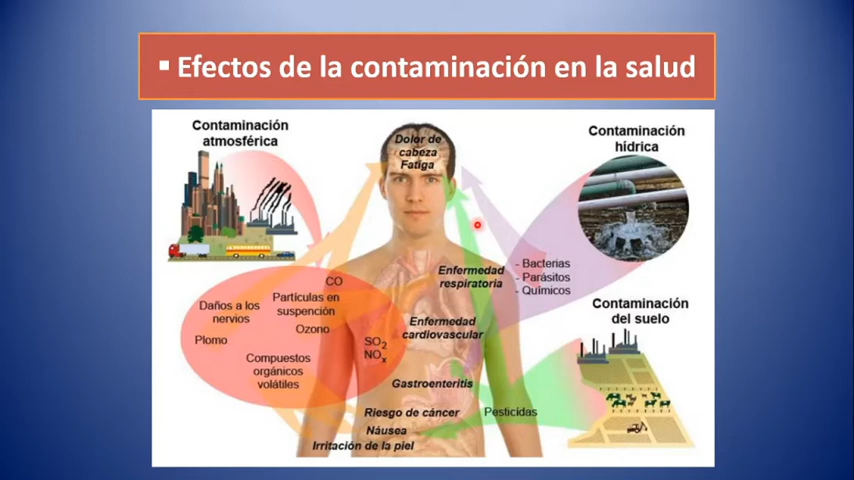 ▪ Efectos de la contaminación en la salud
Contaminación
atmosférica
Dolor de
cabeza
Fatiga
Contaminación
hídrica
- Bacterias
- Parásitos
- Químicos
Enfermedad
respiratoria
CO
Partículas en
suspención
Daños a los
nervios
Ozono
Plomo
SO2
NOx
Compuestos
orgánicos
volátiles
Enfermedad
cardiovascular
Contaminación
del suelo
Gastroenteritis
Riesgo de cáncer
Pesticidas
Náusea
Irritación de la piel